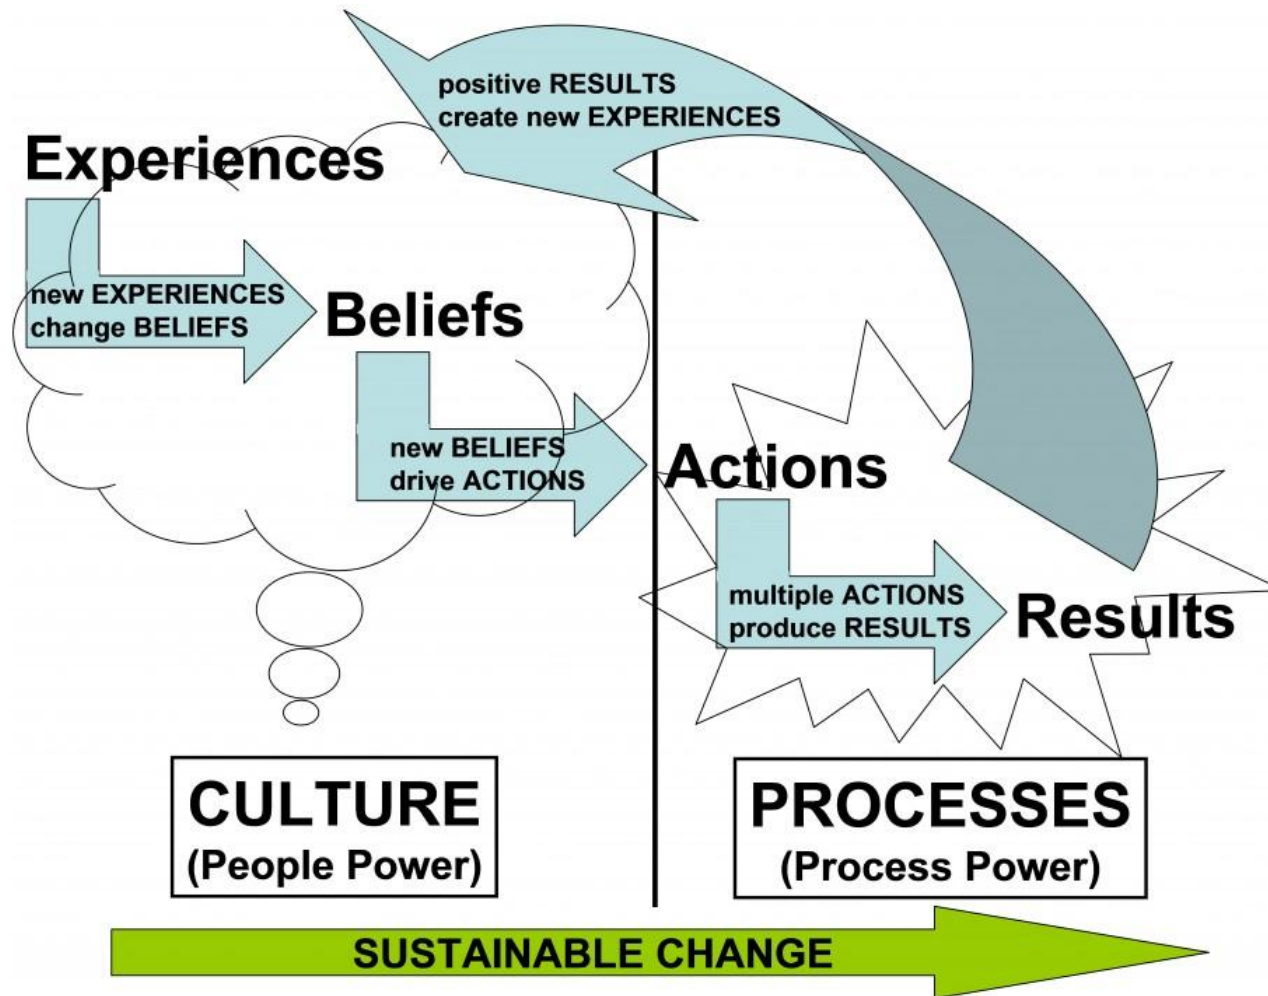 positive RESULTS
create new EXPERIENCES
Experiences
new EXPERIENCES
change BELIEFS
Beliefs
new BELIEFS
drive ACTIONS
Actions
multiple ACTIONS
produce RESULTS
Results
CULTURE
(People Power)
PROCESSES
(Process Power)
SUSTAINABLE CHANGE